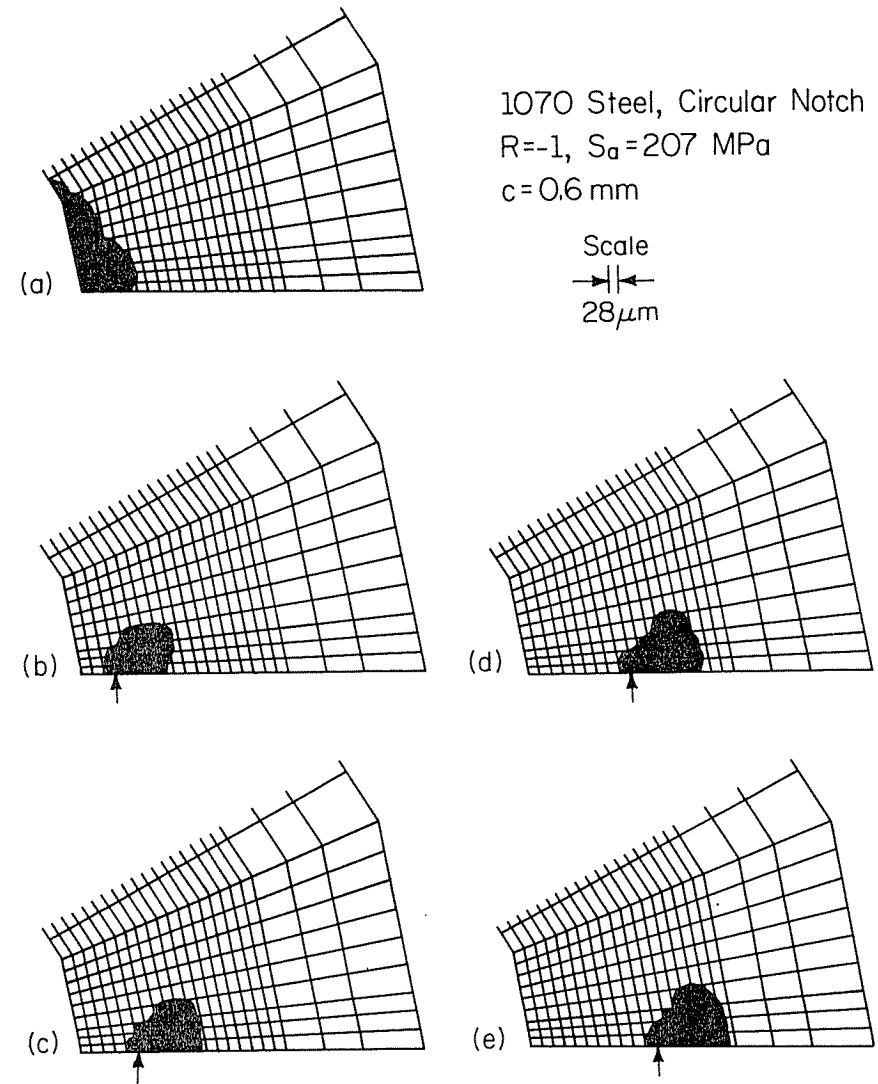 1070 Steel, Circular Notch
R=-1, Sa=207 MPa
c=0.6 mm
Scale
28μm
(a)
(b)
(d)
(c)
(e)